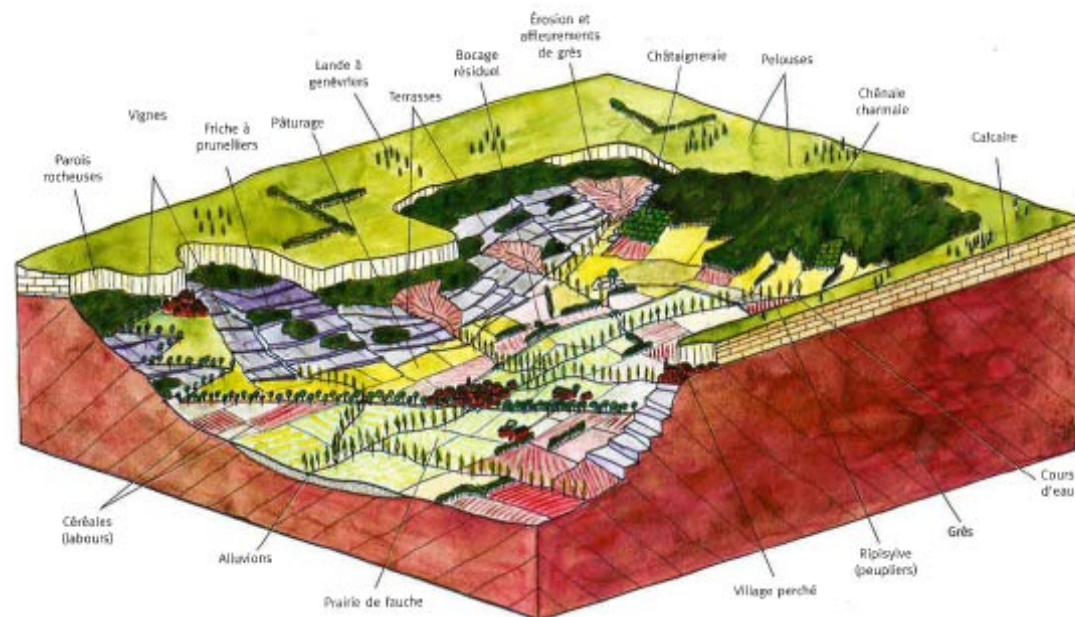 Érosion et
affleurements
de grès
Bocage
résiduel
Châtaigneraie
Pelouses
Lande à
genévriers
Terrasses
Chênaie
charmaie
Vignes
Friche à
prunelliers
Pâturage
Calcaire
Parois
rocheuses
Cours
d'eau
Céréales
(labours)
Grès
Alluvions
Ripisylve
(peupliers)
Village perché
Prairie de fauche